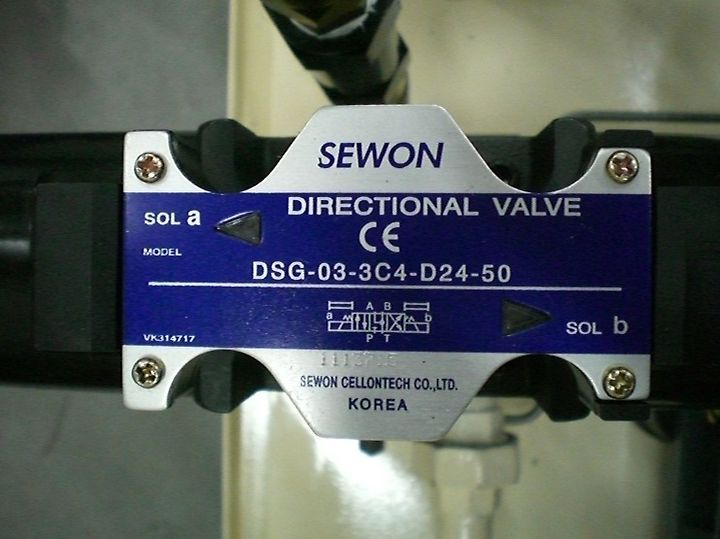 SEWON
DIRECTIONAL VALVE
SOL a
CE
MODEL
DSG-03-3C4-D24-50
A B
a b
P T
SOL b
VK314717
SEWON CELLONTECH CO.,LTD.
KOREA